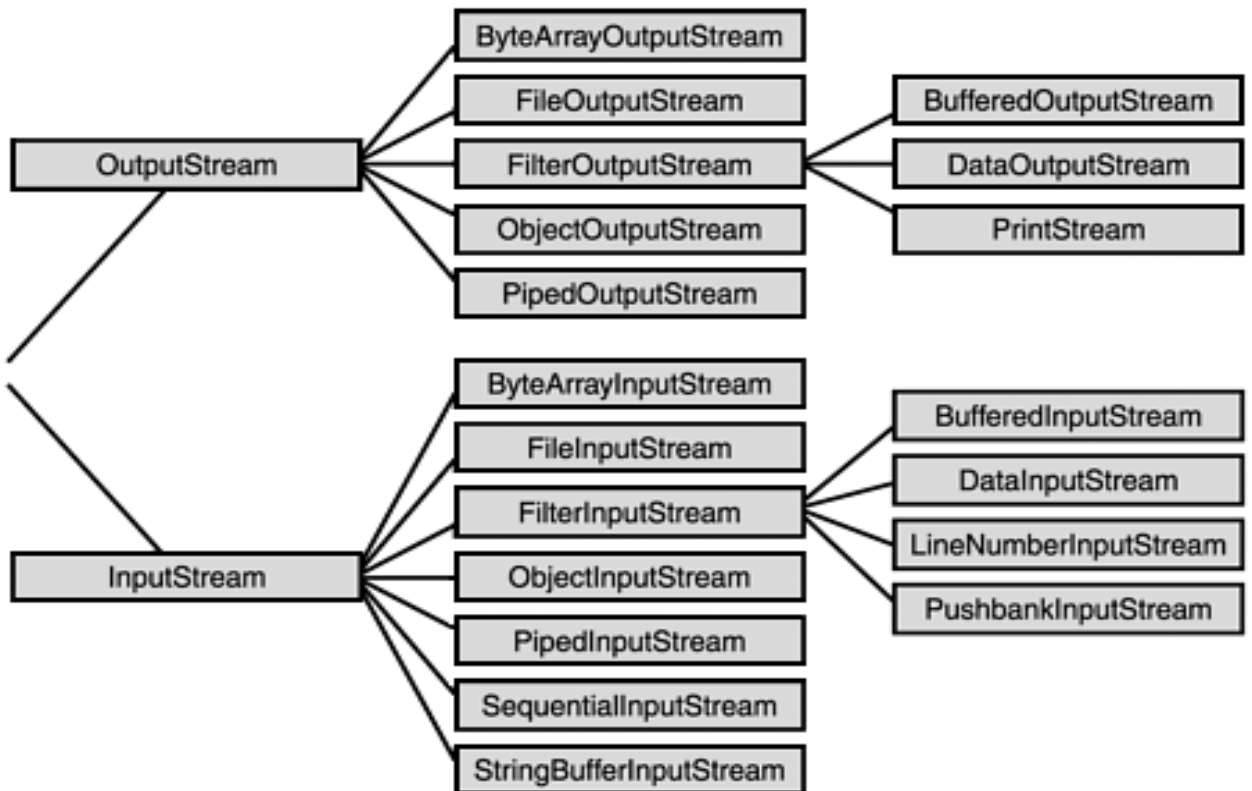 OutputStream
ByteArrayOutputStream
FileOutputStream
FilterOutputStream
ObjectOutputStream
PipedOutputStream
BufferedOutputStream
DataOutputStream
PrintStream
InputStream
ByteArrayInputStream
FileInputStream
FilterInputStream
ObjectInputStream
PipedInputStream
SequentialInputStream
StringBufferInputStream
BufferedInputStream
DataInputStream
LineNumberInputStream
PushbankInputStream